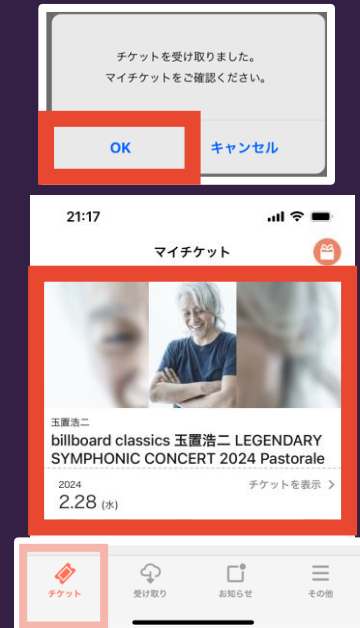 チケットを受け取りました。
マイチケットをご確認ください。
OK
キャンセル
21:17
マイチケット
玉置浩二
billboard classics 玉置浩二 LEGENDARY
SYMPHONIC CONCERT 2024 Pastorale
2024
2.28 (水)
チケットを表示
チケット
受け取り
お知らせ
その他